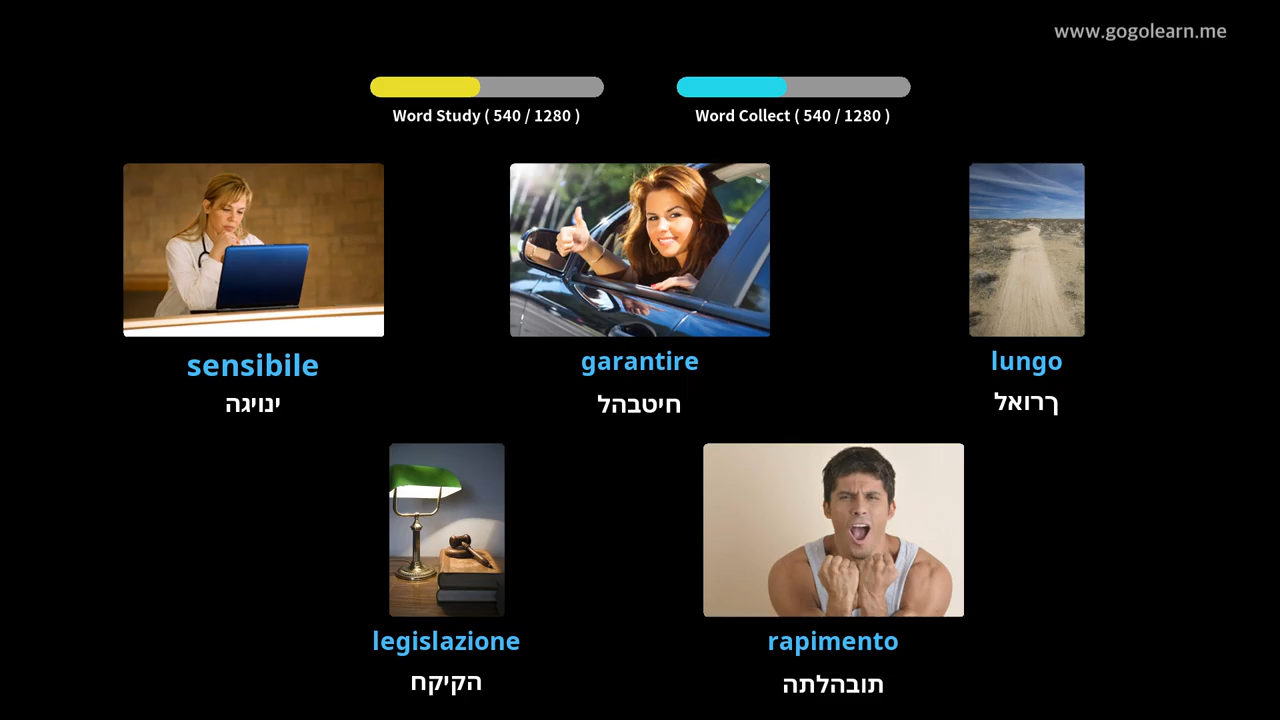 www.gogolearn.me
Word Study ( 540 / 1280 )
Word Collect ( 540 / 1280 )
sensibile
ינויגה
garantire
חיטבהל
lungo
ךרואל
legislazione
הקיקח
rapimento
תובהלתה